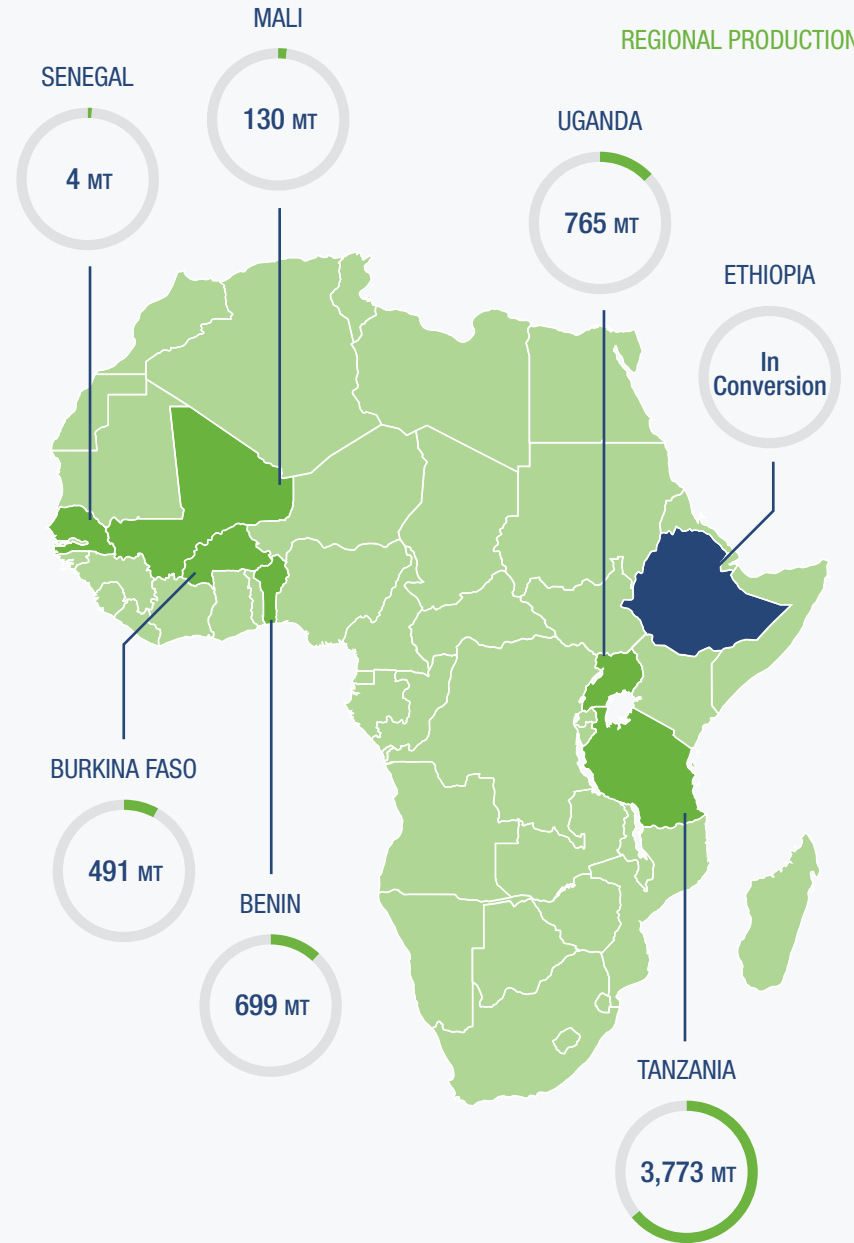 MALI
REGIONAL PRODUCTION
SENEGAL
130 MT
UGANDA
4 MT
765 MT
ETHIOPIA
In
Conversion
BURKINA FASO
491 MT
BENIN
699 MT
TANZANIA
3,773 MT